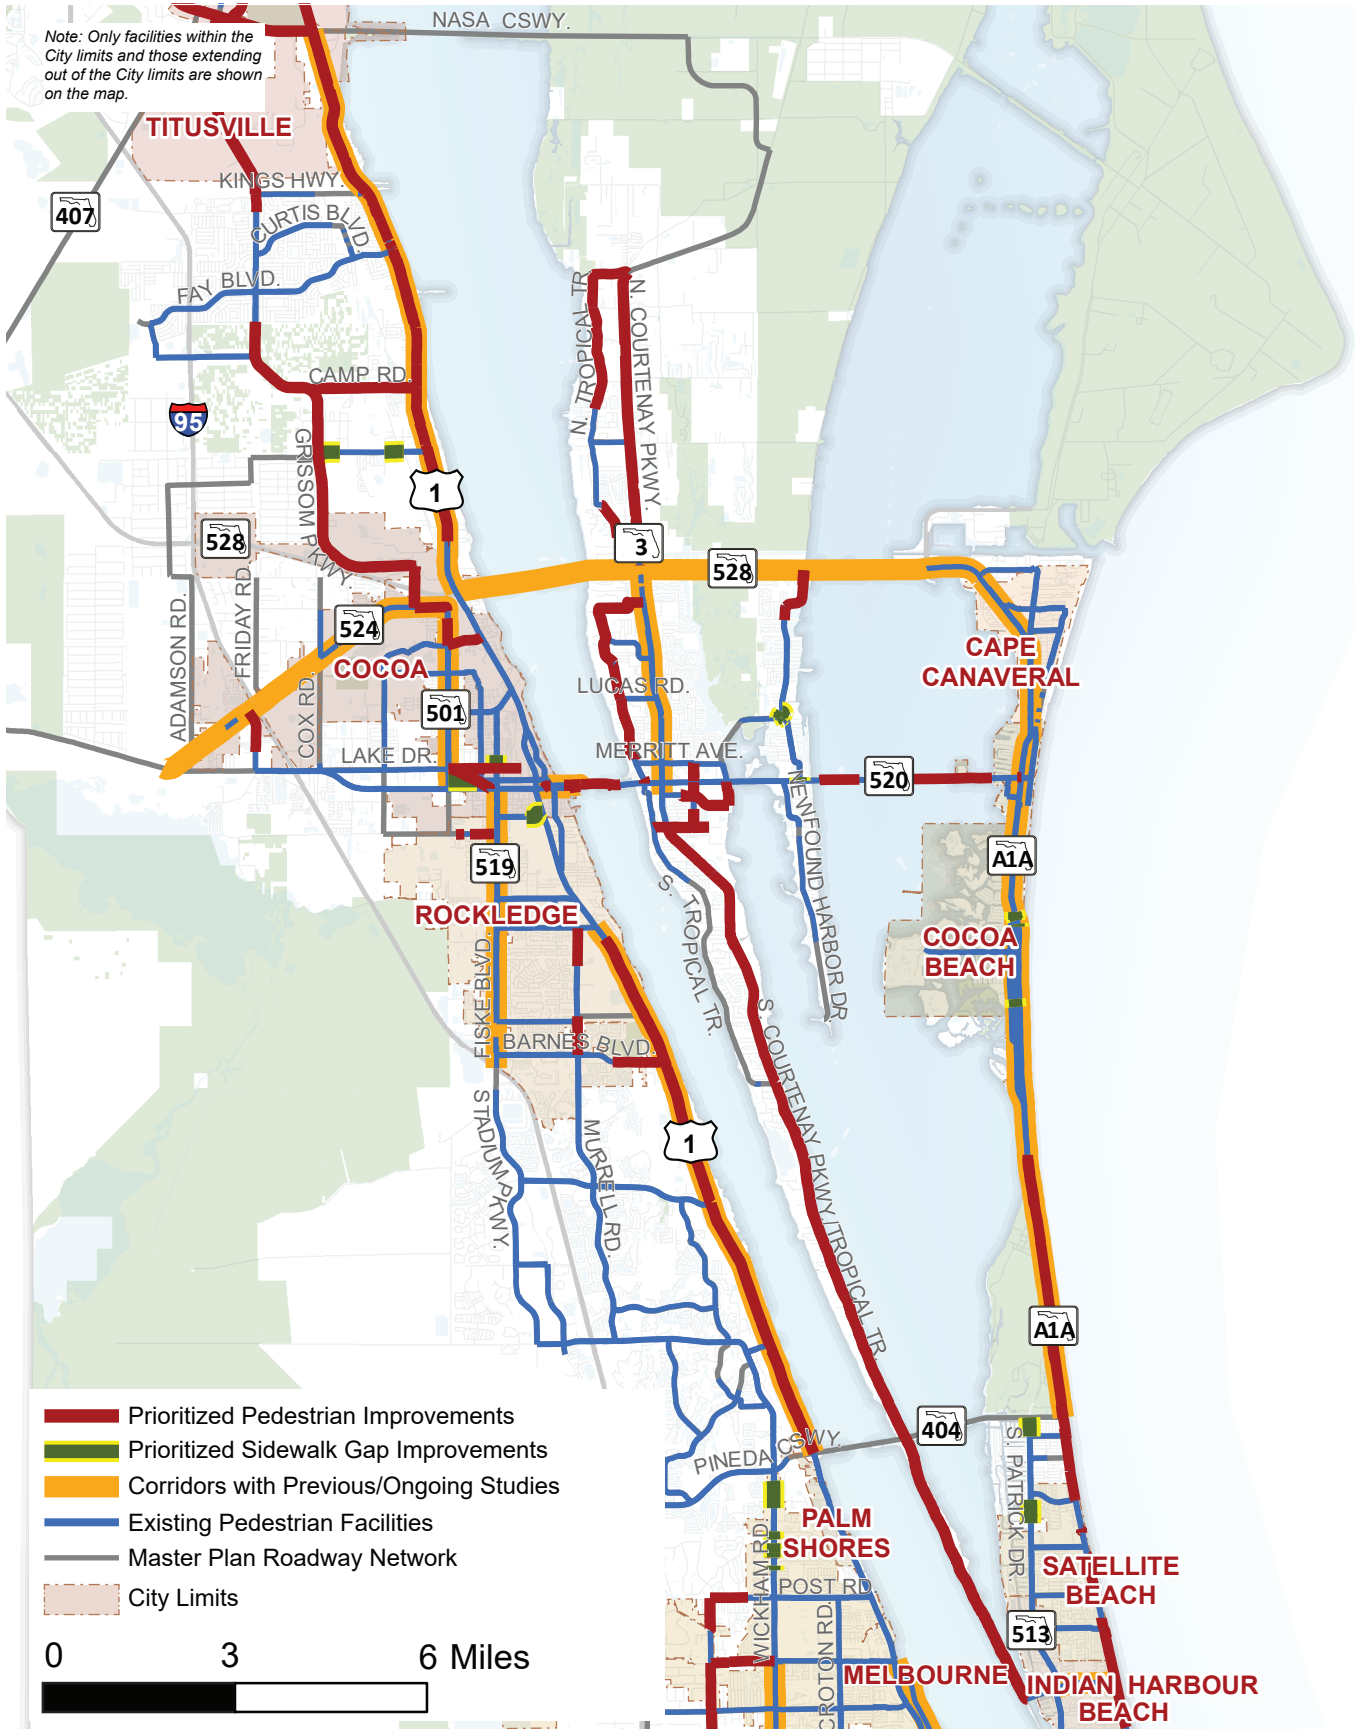 NASA CSWY.
Note: Only facilities within the
City limits and those extending
out of the City limits are shown
on the map.
TITUSVILLE
KINGS HWY.
407
CURTIS BLVD.
FAY BLVD.
N. TROPICAL TR.
N. COURTENAY PKWY.
CAMP RD.
95
GRISSOM PKWY.
1
528
3
528
ADAMSON RD.
FRIDAY RD.
524
COCOA
CAPE
CANAVERAL
LUCAS RD.
COX RD.
501
LAKE DR.
MERRITT AVE.
520
NEWFOUND HARBOR DR
519
A1A
S. TROPICAL TR.
ROCKLEDGE
COCOA
BEACH
FISKE BLVD.
BARNES BLVD.
S. COURTENAY PKWY./TROPICAL TR.
STADIUM PKWY.
MURRELL RD.
1
A1A
404
PINEDA CSWY.
S. PATRICK DR.
Prioritized Pedestrian Improvements
Prioritized Sidewalk Gap Improvements
Corridors with Previous/Ongoing Studies
Existing Pedestrian Facilities
Master Plan Roadway Network
City Limits
0 3 6 Miles
PALM
SHORES
WICKHAM RD.
POST RD.
CROTON RD.
SATELLITE
BEACH
513
MELBOURNE
INDIAN HARBOUR
BEACH